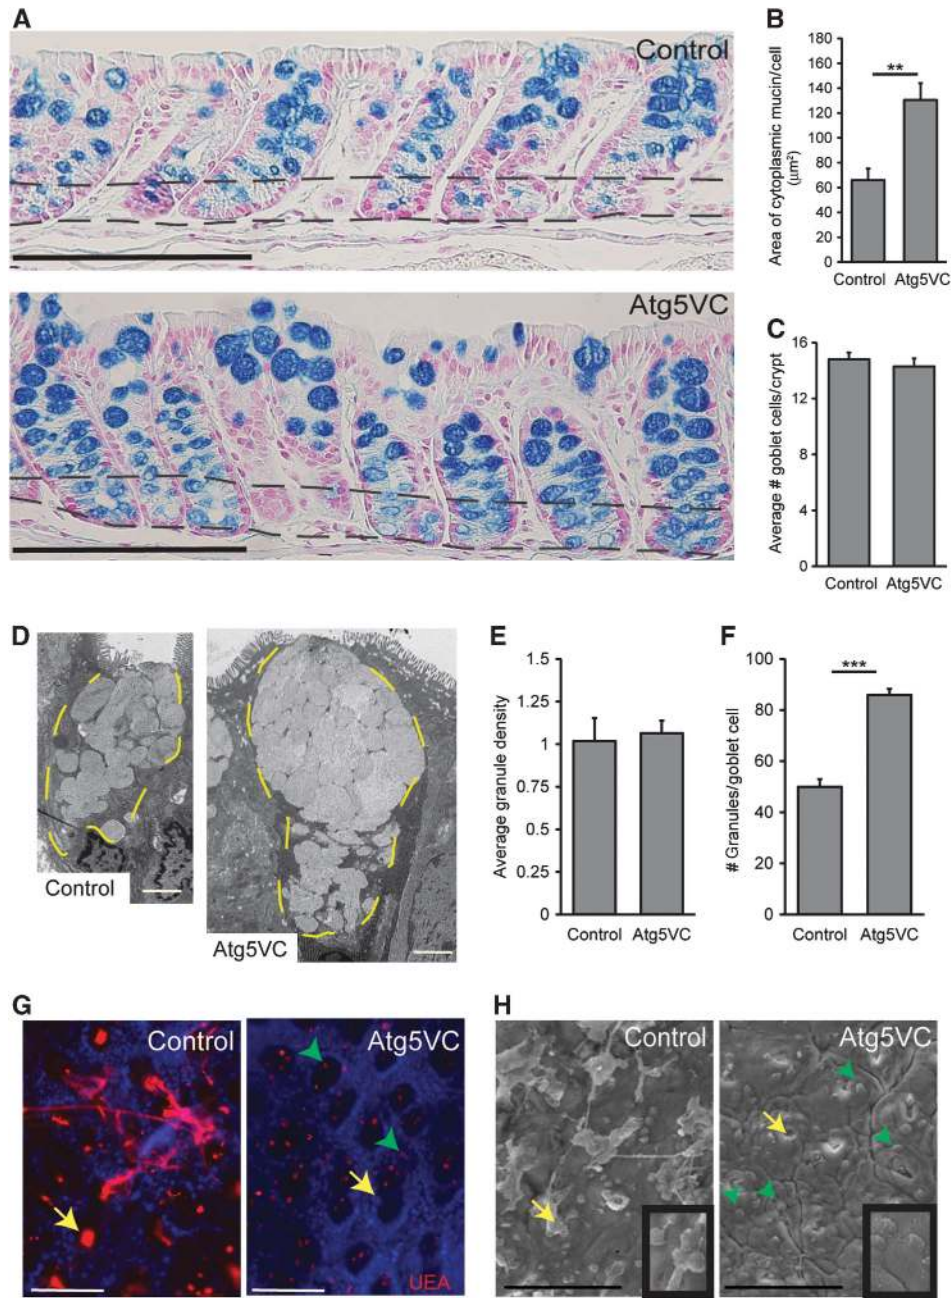 A
Control
Atg5VC
B
Area of cytoplasmic mucin/cell
(µm²)
180
160
140
120
100
80
60
40
20
0
**
Control Atg5VC
C
Average # goblet cells/crypt
16
12
8
4
0
Control Atg5VC
D
Control
Atg5VC
E
Average granule density
1.5
1.25
1
0.75
0.5
0.25
0
Control Atg5VC
F
# Granules/goblet cell
100
80
60
40
20
0
***
Control Atg5VC
G
Control
Atg5VC
UEA
H
Control
Atg5VC